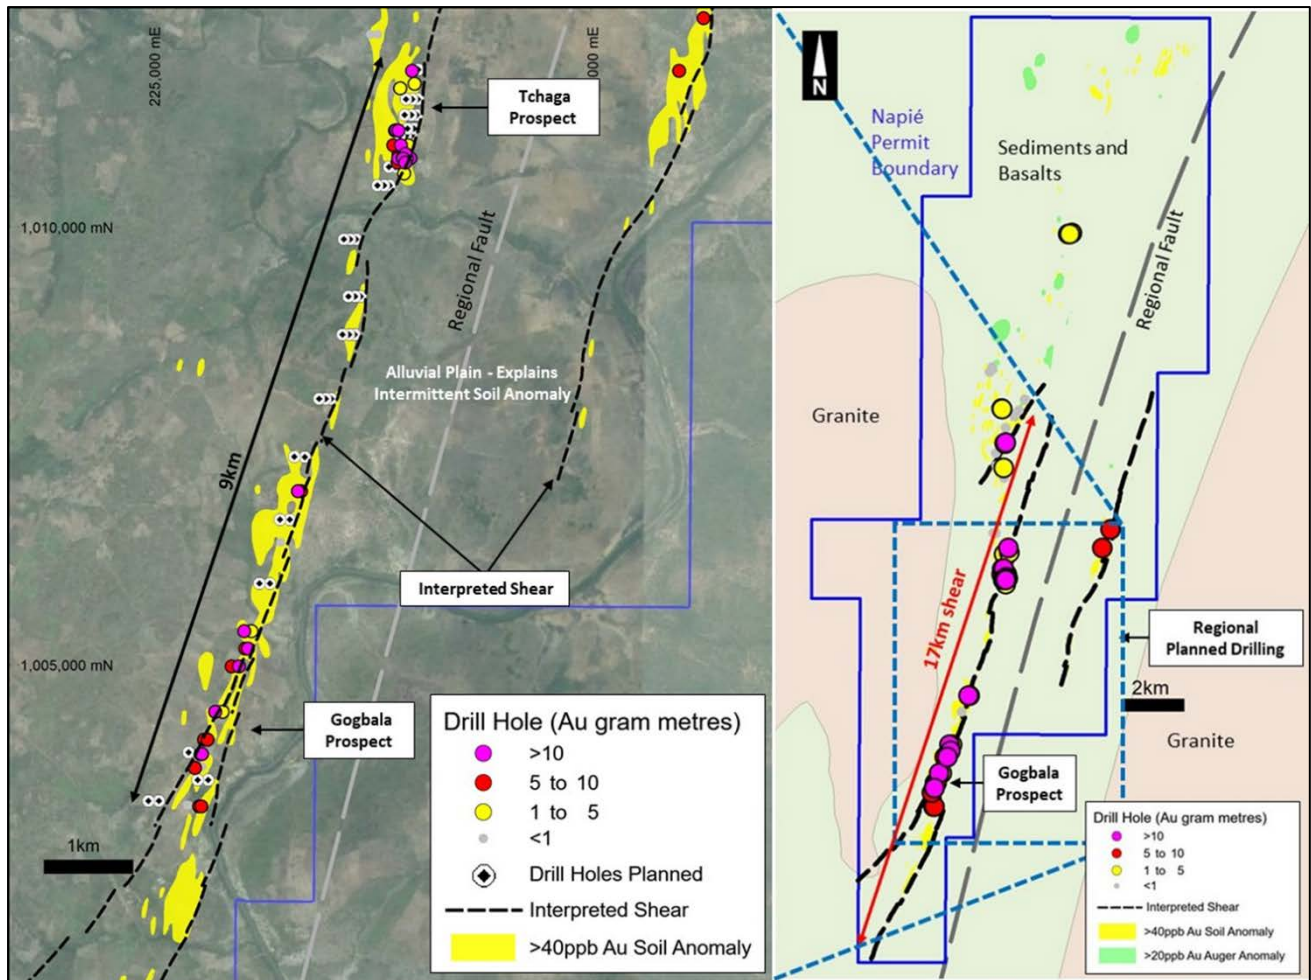 225,000 mE
,000 mE
Tchaga
Prospect
1,010,000 mN
Regional Fault
Alluvial Plain - Explains
Intermittent Soil Anomaly
9km
Interpreted Shear
1,005,000 mN
Gogbala
Prospect
1km
Drill Hole (Au gram metres)
>10
5 to 10
1 to 5
<1
Drill Holes Planned
Interpreted Shear
>40ppb Au Soil Anomaly
N
Napié
Permit
Boundary
Sediments and
Basalts
Regional Fault
Granite
17km shear
Regional
Planned Drilling
2km
Granite
Gogbala
Prospect
Drill Hole (Au gram metres)
>10
5 to 10
1 to 5
<1
Interpreted Shear
>40ppb Au Soil Anomaly
>20ppb Au Auger Anomaly